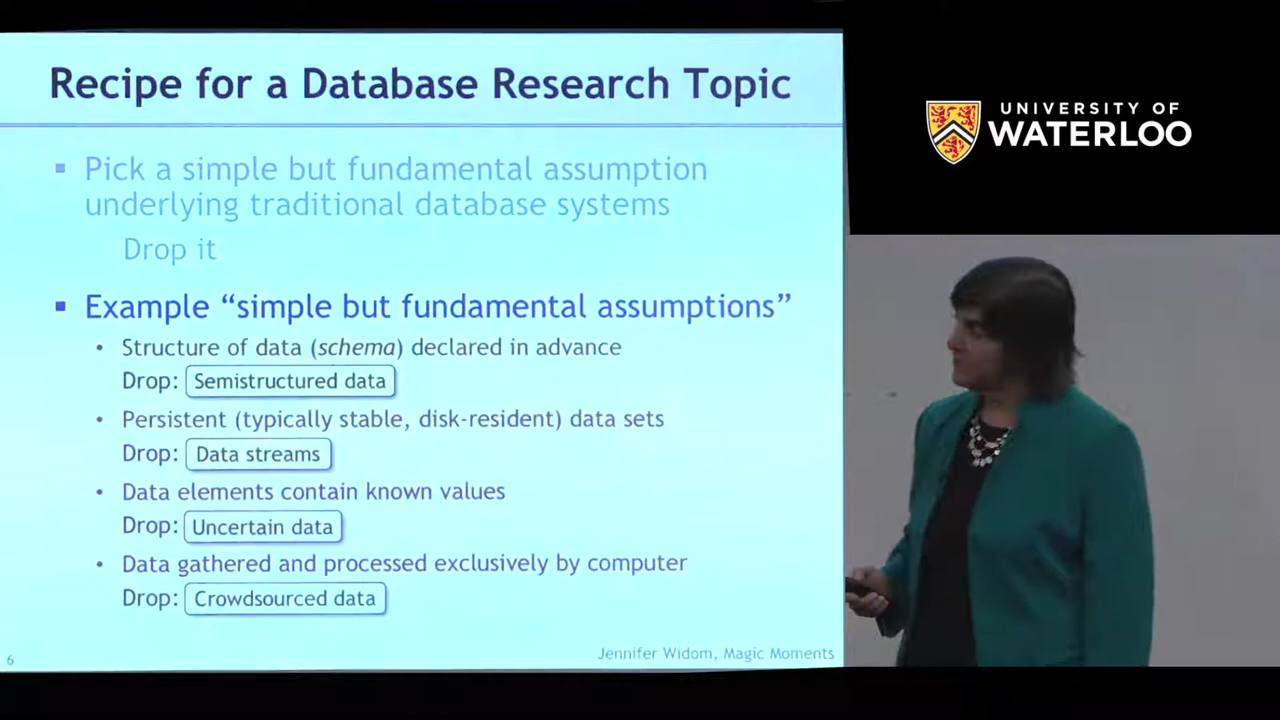 Recipe for a Database Research Topic
▪ Pick a simple but fundamental assumption
underlying traditional database systems
Drop it
▪ Example “simple but fundamental assumptions”
• Structure of data (schema) declared in advance
Drop: Semistructured data
• Persistent (typically stable, disk-resident) data sets
Drop: Data streams
• Data elements contain known values
Drop: Uncertain data
• Data gathered and processed exclusively by computer
Drop: Crowdsourced data
6
Jennifer Widom, Magic Moments
UNIVERSITY OF
WATERLOO